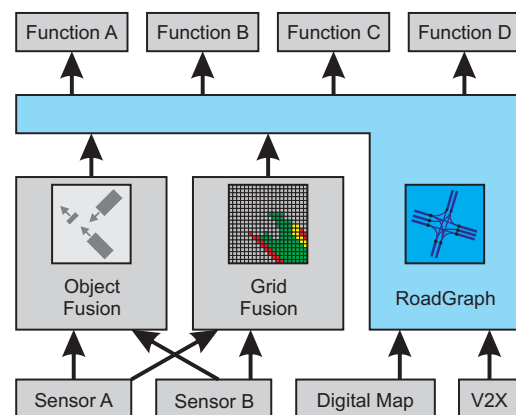 Function A
Function B
Function C
Function D
Object
Fusion
Grid
Fusion
RoadGraph
Sensor A
Sensor B
Digital Map
V2X